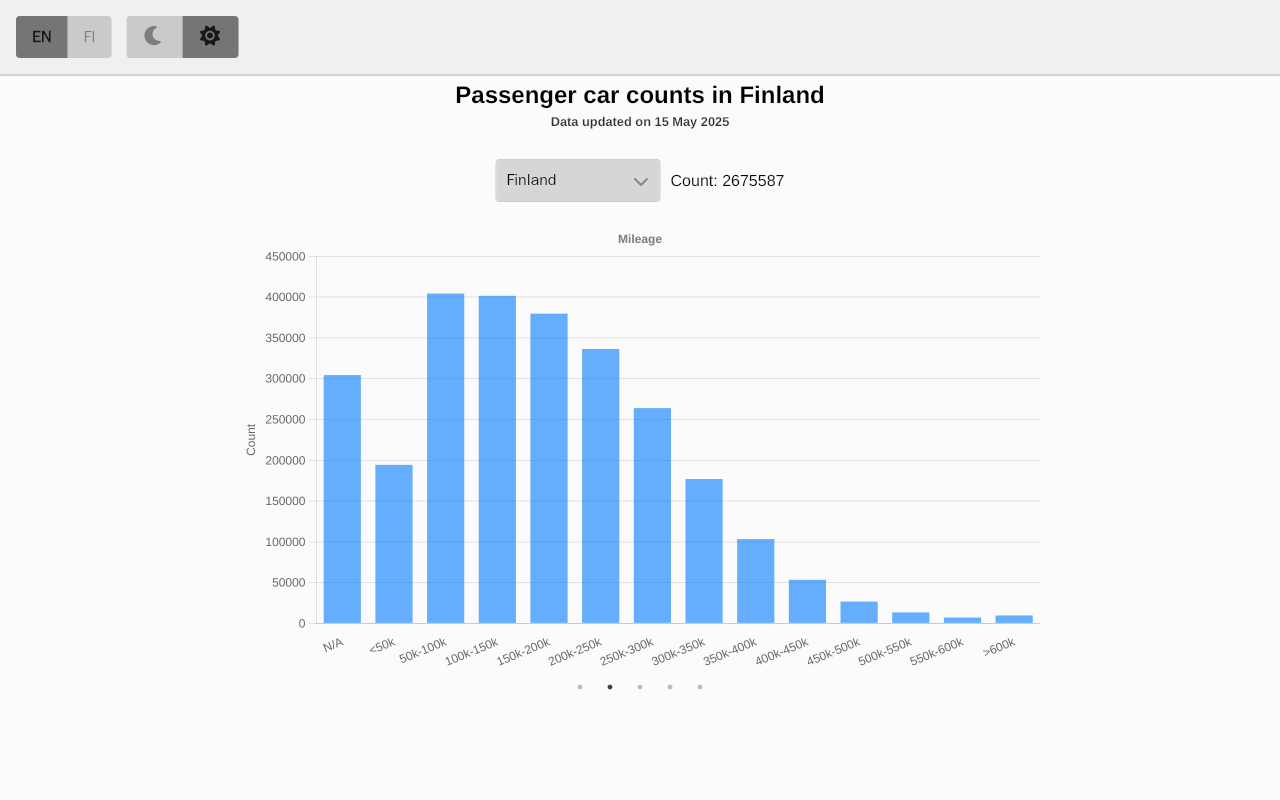 EN FI
Passenger car counts in Finland
Data updated on 15 May 2025
Finland Count: 2675587
Mileage
450000
400000
350000
300000
250000
200000
150000
100000
50000
0
Count
N/A <50k 50k-100k 100k-150k 150k-200k 200k-250k 250k-300k 300k-350k 350k-400k 400k-450k 450k-500k 500k-550k 550k-600k >600k